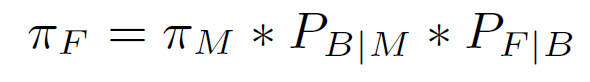 π_F = π_M * P_{B|M} * P_{F|B}